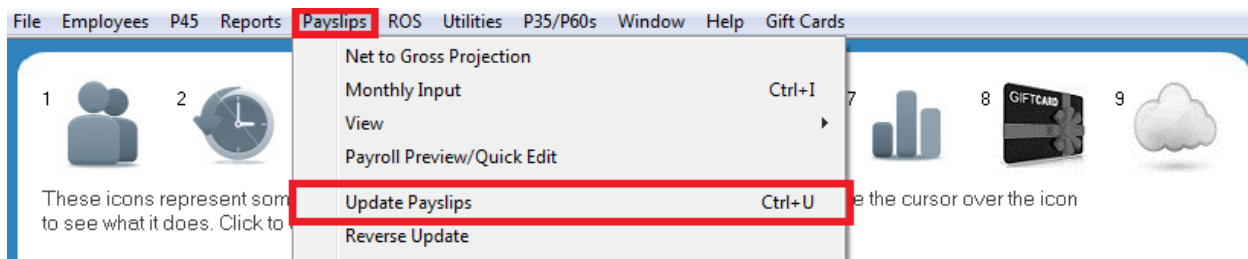 File Employees P45 Reports Payslips ROS Utilities P35/P60s Window Help Gift Cards
Net to Gross Projection
Monthly Input Ctrl+I
View
Payroll Preview/Quick Edit
Update Payslips Ctrl+U
Reverse Update
1 2 7 8 GIFTCARD 9
These icons represent som e the cursor over the icon
to see what it does. Click to